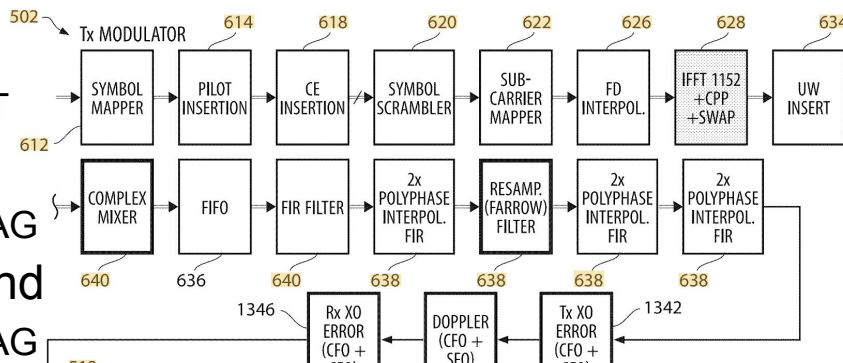 502
Tx MODULATOR
614
618
620
622
626
628
634
SYMBOL
MAPPER
PILOT
INSERTION
CE
INSERTION
SYMBOL
SCRAMBLER
SUB-
CARRIER
MAPPER
FD
INTERPOL.
IFFT 1152
+CPP
+SWAP
UW
INSERT
612
COMPLEX
MIXER
FIFO
FIR FILTER
2x
POLYPHASE
INTERPOL.
FIR
RESAMP.
(FARROW)
FILTER
2x
POLYPHASE
INTERPOL.
FIR
2x
POLYPHASE
INTERPOL.
FIR
AG
nd
AG
640
636
640
638
638
638
638
1346
Rx XO
ERROR
(CFO +
DOPPLER
(CFO +
SFO)
Tx XO
ERROR
(CFO +
1342